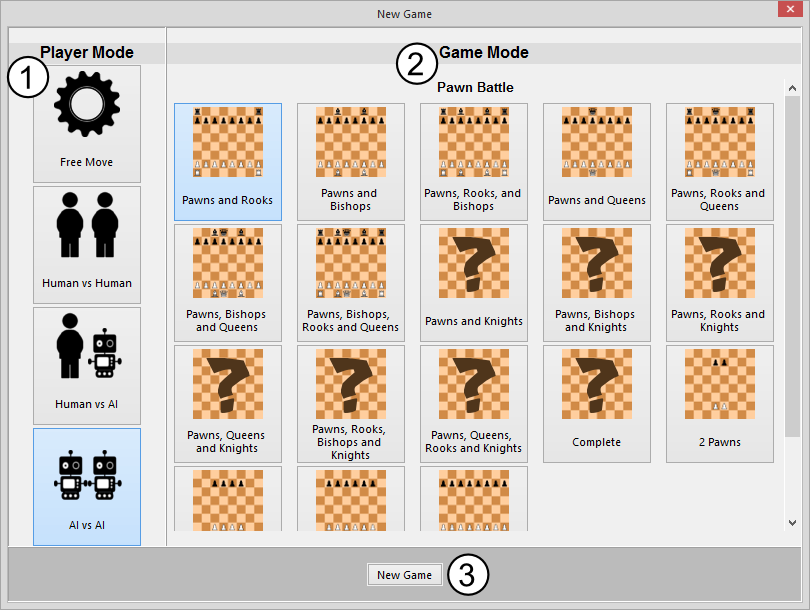 New Game
Player Mode
1
Free Move
Human vs Human
Human vs AI
AI vs AI
Game Mode
2
Pawn Battle
Pawns and Rooks
Pawns and
Bishops
Pawns, Rooks, and
Bishops
Pawns and Queens
Pawns, Rooks and
Queens
Pawns, Bishops
and Queens
Pawns, Bishops,
Rooks and Queens
Pawns and Knights
Pawns, Bishops
and Knights
Pawns, Rooks and
Knights
Pawns, Queens
and Knights
Pawns, Rooks,
Bishops and
Knights
Pawns, Queens,
Rooks and Knights
Complete
2 Pawns
New Game
3